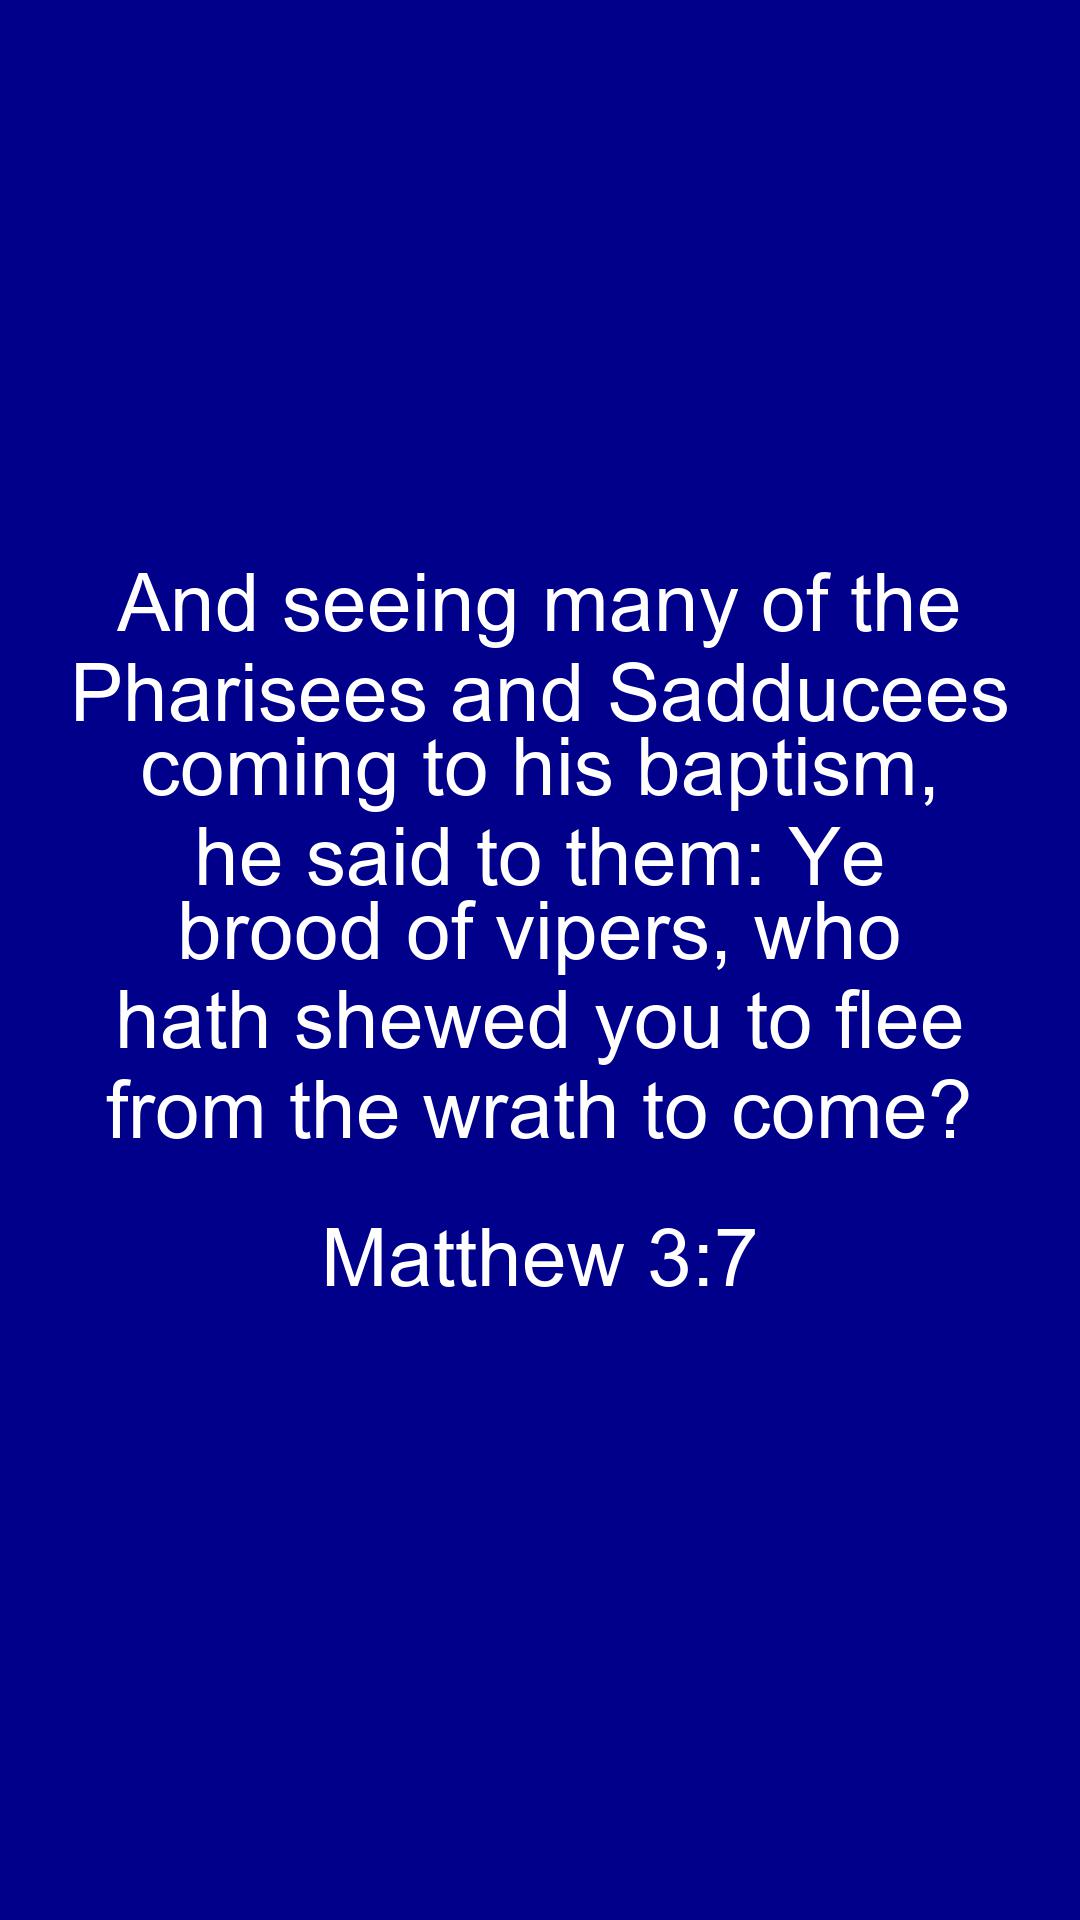 And seeing many of the
Pharisees and Sadducees
coming to his baptism,
he said to them: Ye
brood of vipers, who
hath shewed you to flee
from the wrath to come?
Matthew 3:7